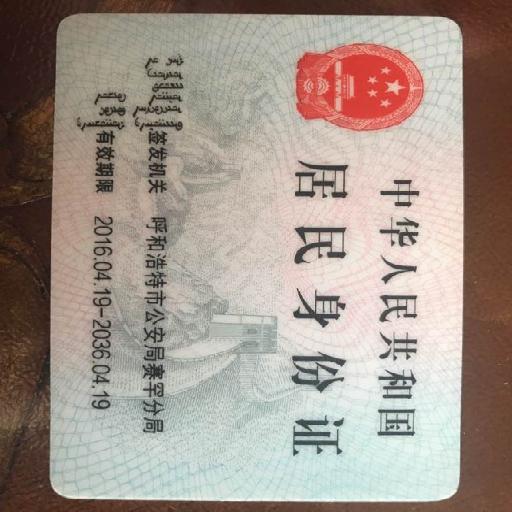 中华人民共和国
居民身份证
签发机关 呼和浩特市公安局赛罕分局
有效期限 2016.04.19-2036.04.19